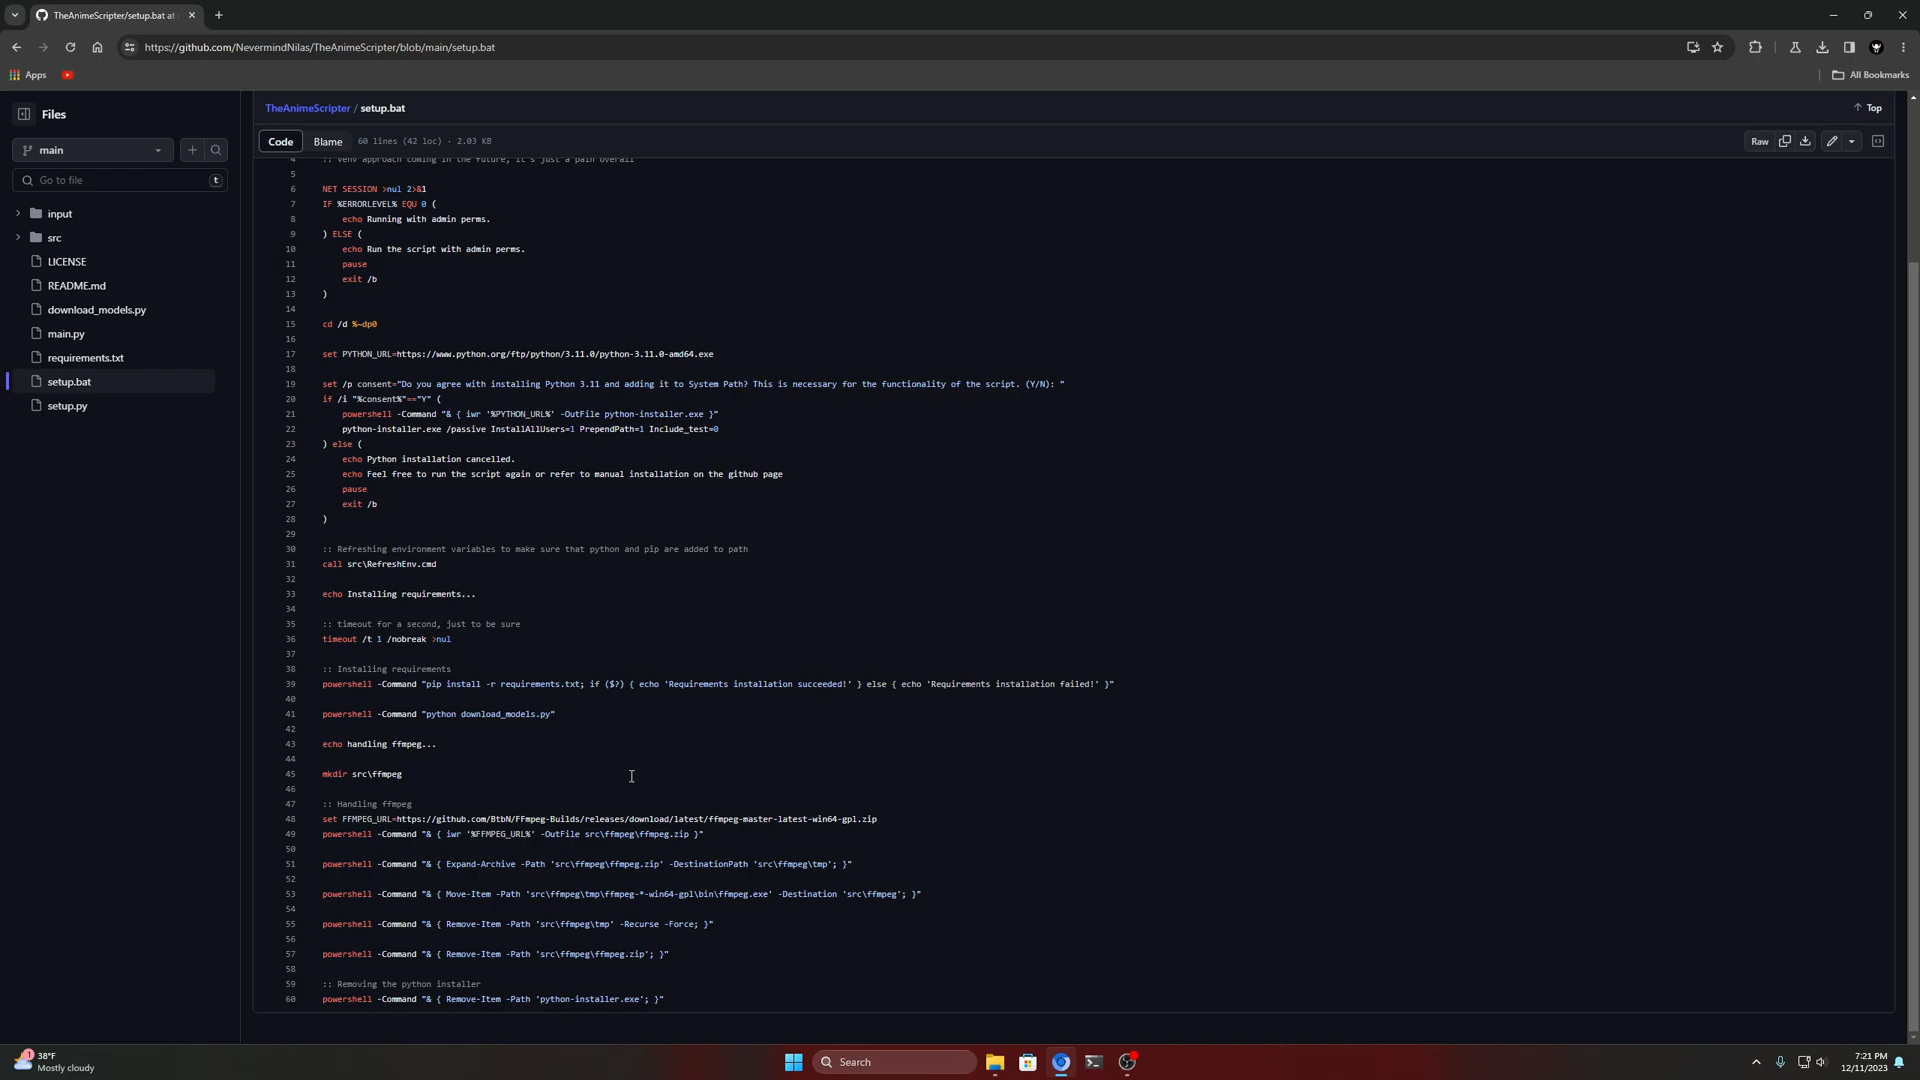 TheAnimeScripter/setup.bat at
https://github.com/NevermindNilas/TheAnimeScripter/blob/main/setup.bat
Apps
All Bookmarks
Files
TheAnimeScripter / setup.bat
Top
main
Code
Blame
60 lines (42 loc) · 2.03 KB
Raw
Go to file
t
input
src
LICENSE
README.md
download_models.py
main.py
requirements.txt
setup.bat
setup.py
4 :: Venv approach coming in the future, it's just a pain overall
5
6 NET SESSION >nul 2>&1
7 IF %ERRORLEVEL% EQU 0 (
8 echo Running with admin perms.
9 ) ELSE (
10 echo Run the script with admin perms.
11 pause
12 exit /b
13 )
14
15 cd /d %~dp0
16
17 set PYTHON_URL=https://www.python.org/ftp/python/3.11.0/python-3.11.0-amd64.exe
18
19 set /p consent="Do you agree with installing Python 3.11 and adding it to System Path? This is necessary for the functionality of the script. (Y/N): "
20 if /i "%consent%"=="Y" (
21 powershell -Command "& { iwr '%PYTHON_URL%' -OutFile python-installer.exe }"
22 python-installer.exe /passive InstallAllUsers=1 PrependPath=1 Include_test=0
23 ) else (
24 echo Python installation cancelled.
25 echo Feel free to run the script again or refer to manual installation on the github page
26 pause
27 exit /b
28 )
29
30 :: Refreshing environment variables to make sure that python and pip are added to path
31 call src\RefreshEnv.cmd
32
33 echo Installing requirements...
34
35 :: timeout for a second, just to be sure
36 timeout /t 1 /nobreak >nul
37
38 :: Installing requirements
39 powershell -Command "pip install -r requirements.txt; if ($?) { echo 'Requirements installation succeeded!' } else { echo 'Requirements installation failed!' }"
40
41 powershell -Command "python download_models.py"
42
43 echo handling ffmpeg...
44
45 mkdir src\ffmpeg
46
47 :: Handling ffmpeg
48 set FFMPEG_URL=https://github.com/BtbN/FFmpeg-Builds/releases/download/latest/ffmpeg-master-latest-win64-gpl.zip
49 powershell -Command "& { iwr '%FFMPEG_URL%' -OutFile src\ffmpeg\ffmpeg.zip }"
50
51 powershell -Command "& { Expand-Archive -Path 'src\ffmpeg\ffmpeg.zip' -DestinationPath 'src\ffmpeg\tmp'; }"
52
53 powershell -Command "& { Move-Item -Path 'src\ffmpeg\tmp\ffmpeg-*-win64-gpl\bin\ffmpeg.exe' -Destination 'src\ffmpeg'; }"
54
55 powershell -Command "& { Remove-Item -Path 'src\ffmpeg\tmp' -Recurse -Force; }"
56
57 powershell -Command "& { Remove-Item -Path 'src\ffmpeg\ffmpeg.zip'; }"
58
59 :: Removing the python installer
60 powershell -Command "& { Remove-Item -Path 'python-installer.exe'; }"
1
38°F
Mostly cloudy
Search
7:21 PM
12/11/2023